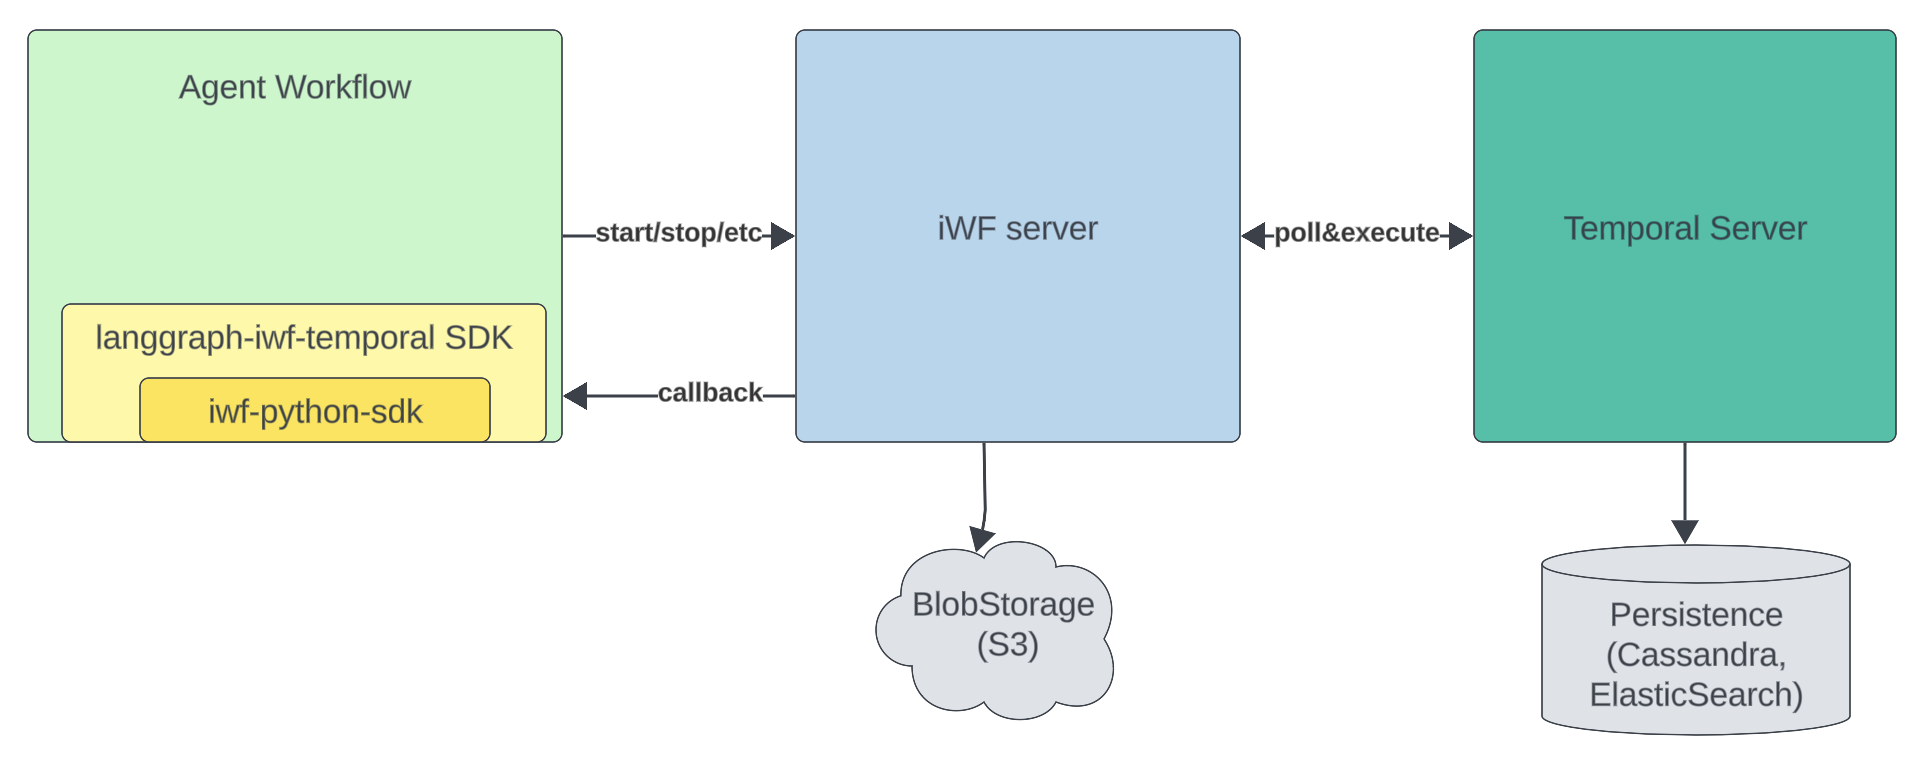 Agent Workflow
langgraph-iwf-temporal SDK
iwf-python-sdk
start/stop/etc
callback
iWF server
poll&execute
Temporal Server
BlobStorage
(S3)
Persistence
(Cassandra,
ElasticSearch)